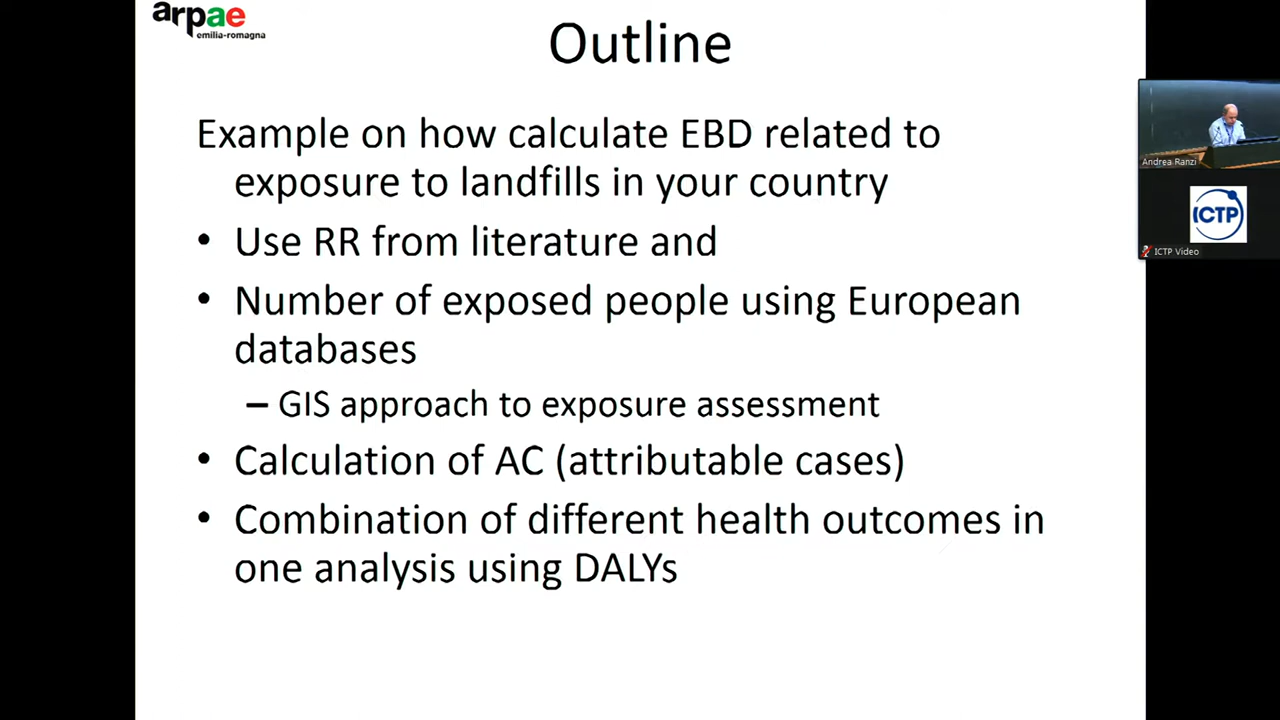 arpae
emilia-romagna
Outline
Example on how calculate EBD related to
exposure to landfills in your country
• Use RR from literature and
• Number of exposed people using European
databases
– GIS approach to exposure assessment
• Calculation of AC (attributable cases)
• Combination of different health outcomes in
one analysis using DALYs
Andrea Ranzi
ICTP
ICTP Video